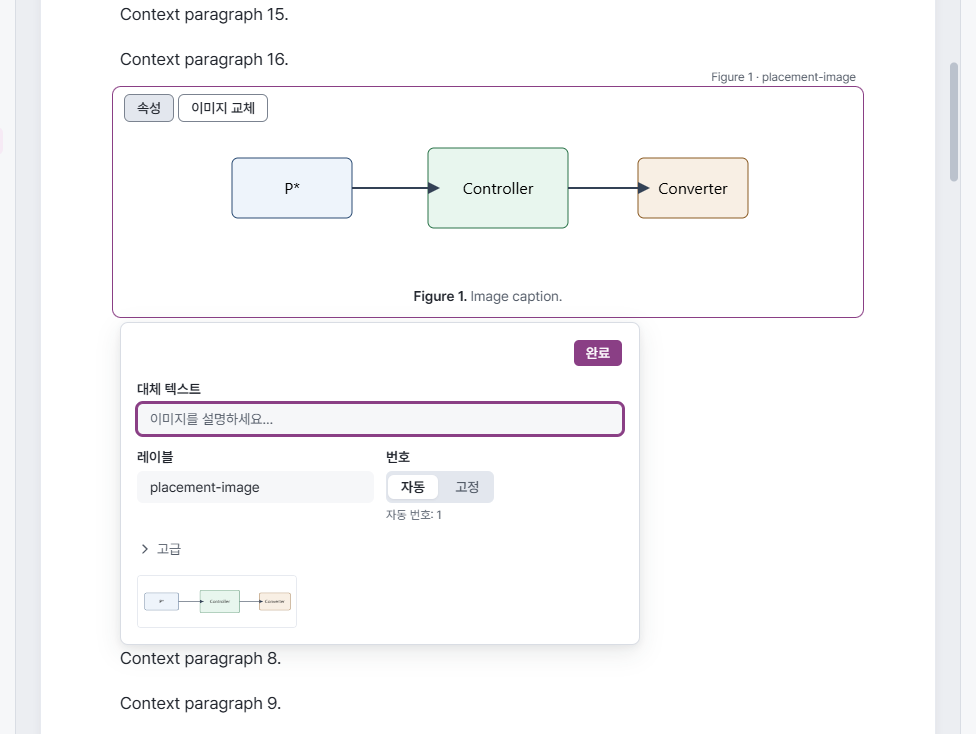 Context paragraph 15.
Context paragraph 16.
Figure 1 · placement-image
속성 이미지 교체
P* Controller Converter
Figure 1. Image caption.
완료
대체 텍스트
이미지를 설명하세요...
레이블 번호
placement-image 자동 고정
자동 번호: 1
고급
P* Controller Converter
Context paragraph 8.
Context paragraph 9.